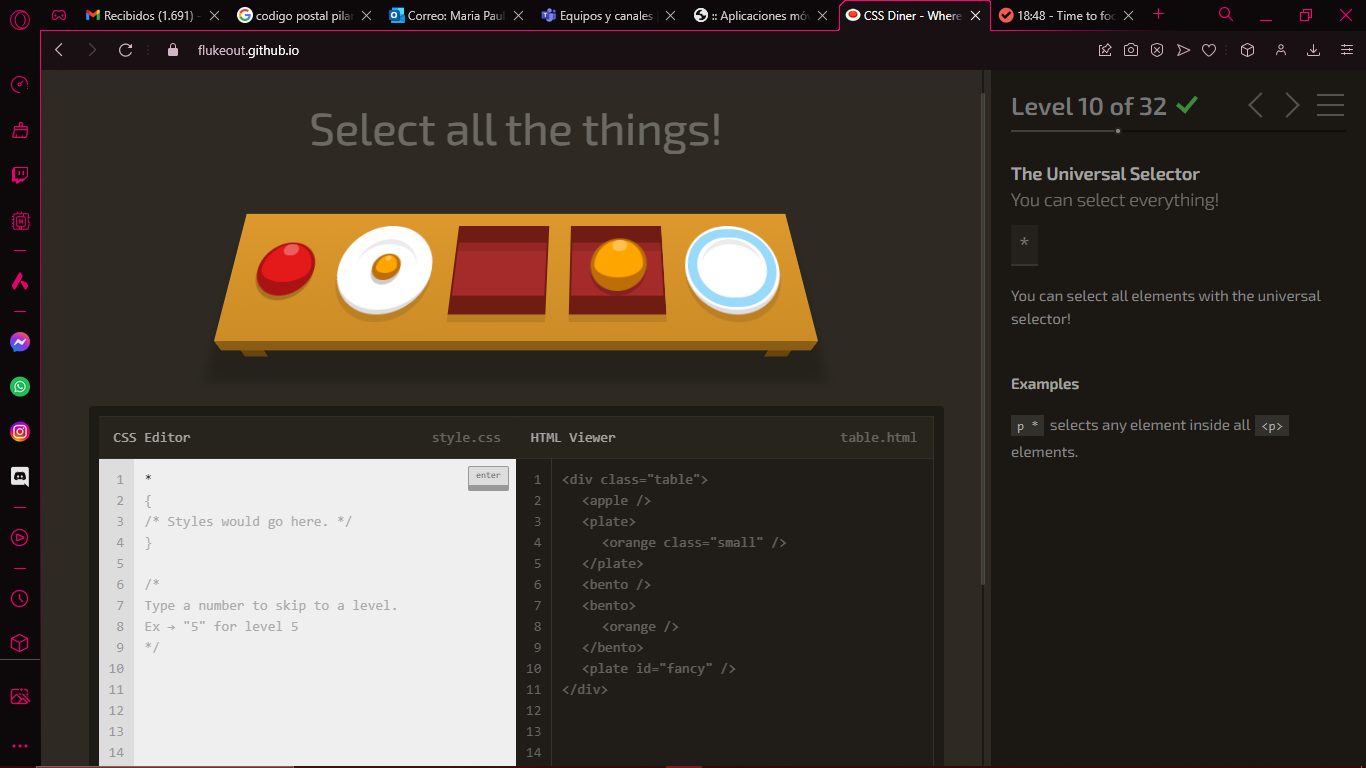 Recibidos (1.691) -
codigo postal pilar
Correo: Maria Paul
Equipos y canales
:: Aplicaciones móv
CSS Diner - Where
18:48 - Time to foc
flukeout.github.io
Select all the things!
CSS Editor
style.css
HTML Viewer
table.html
enter
1 *
2 {
3 /* Styles would go here. */
4 }
5
6 /*
7 Type a number to skip to a level.
8 Ex → "5" for level 5
9 */
10
11
12
13
14
1 <div class="table">
2 <apple />
3 <plate>
4 <orange class="small" />
5 </plate>
6 <bento />
7 <bento>
8 <orange />
9 </bento>
10 <plate id="fancy" />
11 </div>
12
13
14
Level 10 of 32
The Universal Selector
You can select everything!
*
You can select all elements with the universal
selector!
Examples
p * selects any element inside all <p>
elements.